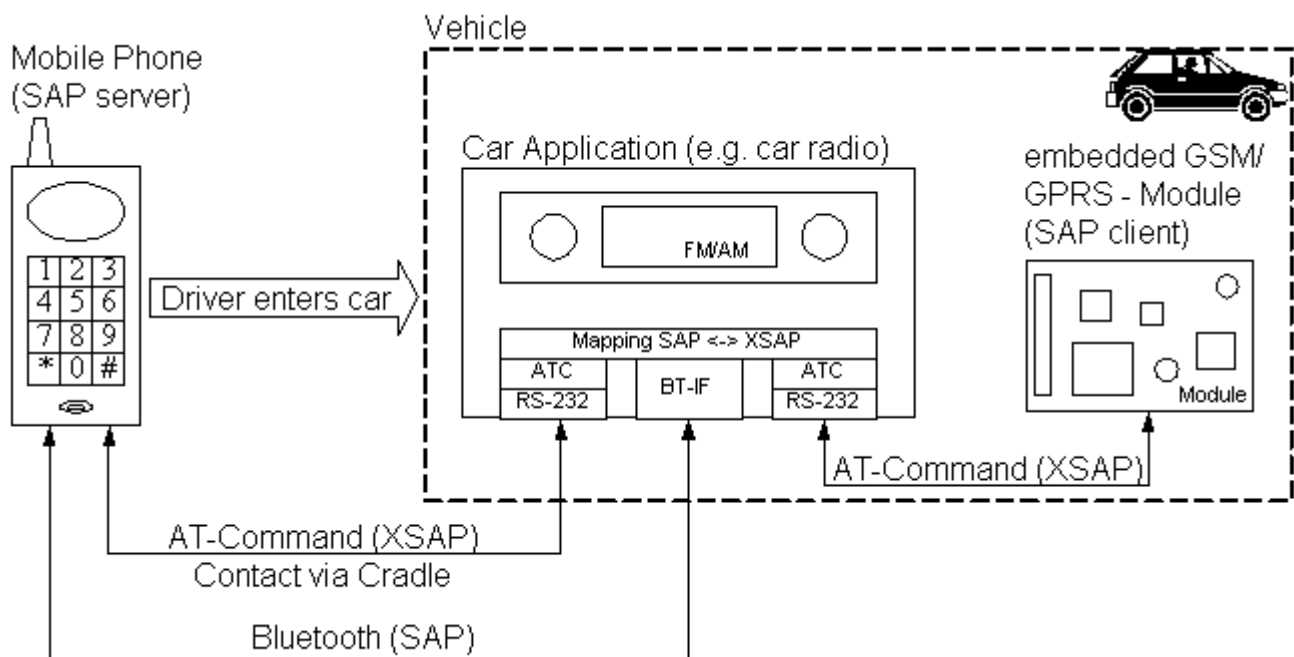 Vehicle
Mobile Phone
(SAP server)
Car Application (e.g. car radio)
embedded GSM/
GPRS - Module
(SAP client)
FM/AM
1 2 3
4 5 6
7 8 9
* 0 #
Driver enters car
Mapping SAP <-> XSAP
ATC
RS-232
BT-IF
ATC
RS-232
Module
AT-Command (XSAP)
AT-Command (XSAP)
Contact via Cradle
Bluetooth (SAP)